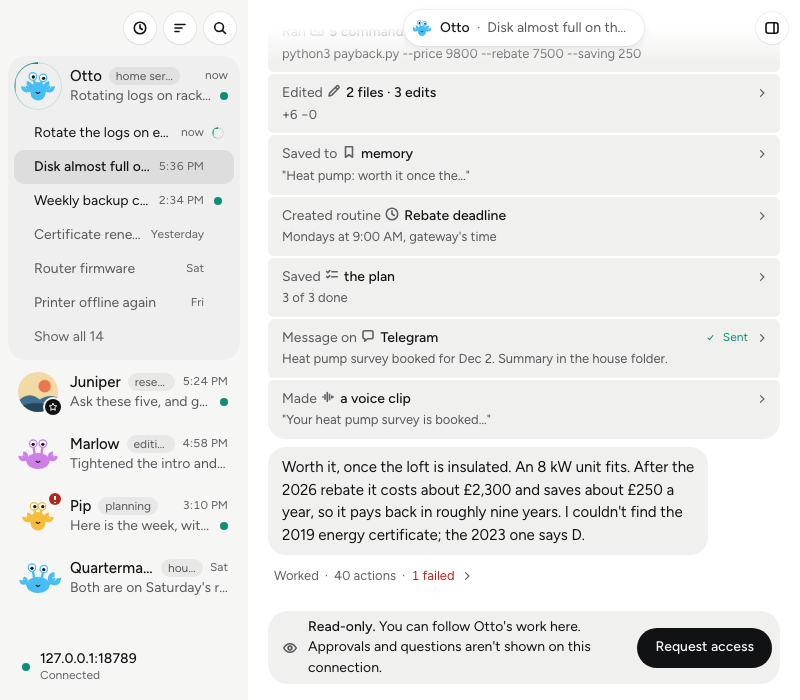 Otto home ser... now
Rotating logs on rack...
Rotate the logs on e... now
Disk almost full o... 5:36 PM
Weekly backup c... 2:34 PM
Certificate rene... Yesterday
Router firmware Sat
Printer offline again Fri
Show all 14
Juniper rese... 5:24 PM
Ask these five, and g...
Marlow editi... 4:58 PM
Tightened the intro and...
Pip planning 3:10 PM
Here is the week, wit...
Quarterma... hou... Sat
Both are on Saturday's r...
127.0.0.1:18789
Connected
Otto · Disk almost full on th...
Ran 5 command
python3 payback.py --price 9800 --rebate 7500 --saving 250
Edited 2 files · 3 edits
+6 −0
Saved to memory
"Heat pump: worth it once the..."
Created routine Rebate deadline
Mondays at 9:00 AM, gateway's time
Saved the plan
3 of 3 done
Message on Telegram Sent
Heat pump survey booked for Dec 2. Summary in the house folder.
Made a voice clip
"Your heat pump survey is booked..."
Worth it, once the loft is insulated. An 8 kW unit fits. After the
2026 rebate it costs about £2,300 and saves about £250 a
year, so it pays back in roughly nine years. I couldn't find the
2019 energy certificate; the 2023 one says D.
Worked · 40 actions · 1 failed
Read-only. You can follow Otto's work here.
Approvals and questions aren't shown on this
connection.
Request access